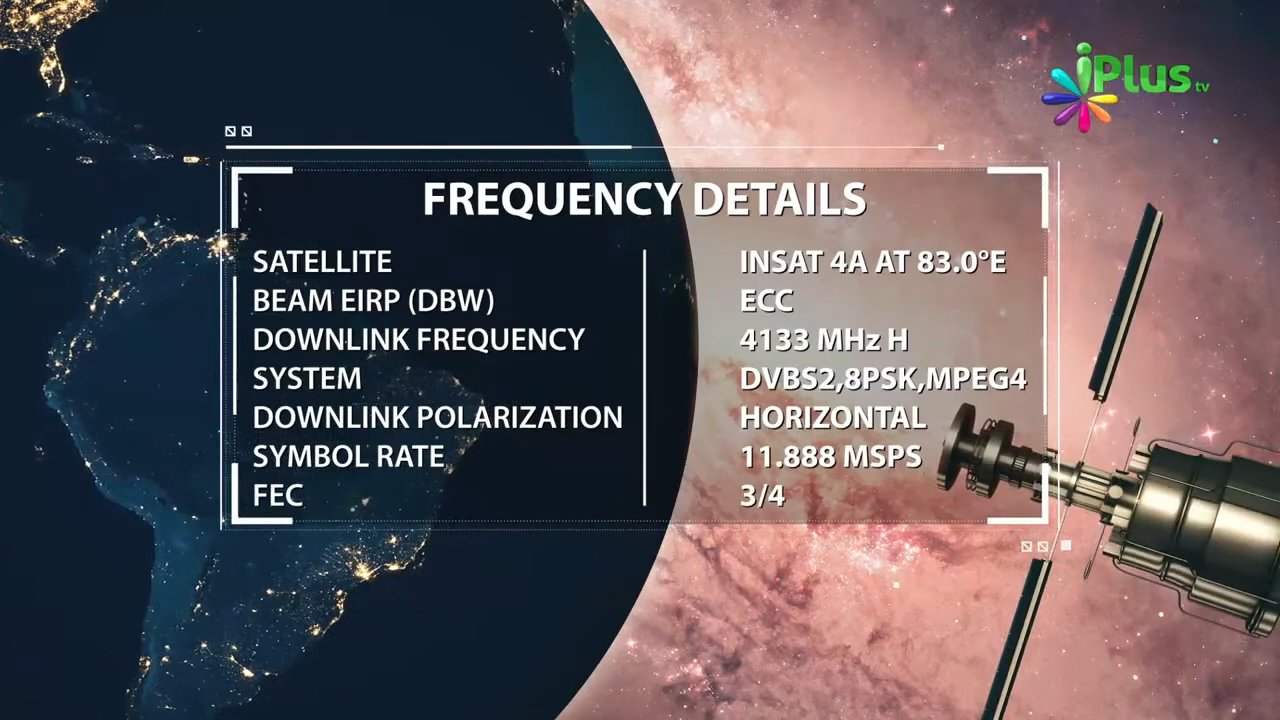 iPlus tv
FREQUENCY DETAILS
SATELLITE INSAT 4A AT 83.0°E
BEAM EIRP (DBW) ECC
DOWNLINK FREQUENCY 4133 MHz H
SYSTEM DVBS2,8PSK,MPEG4
DOWNLINK POLARIZATION HORIZONTAL
SYMBOL RATE 11.888 MSPS
FEC 3/4